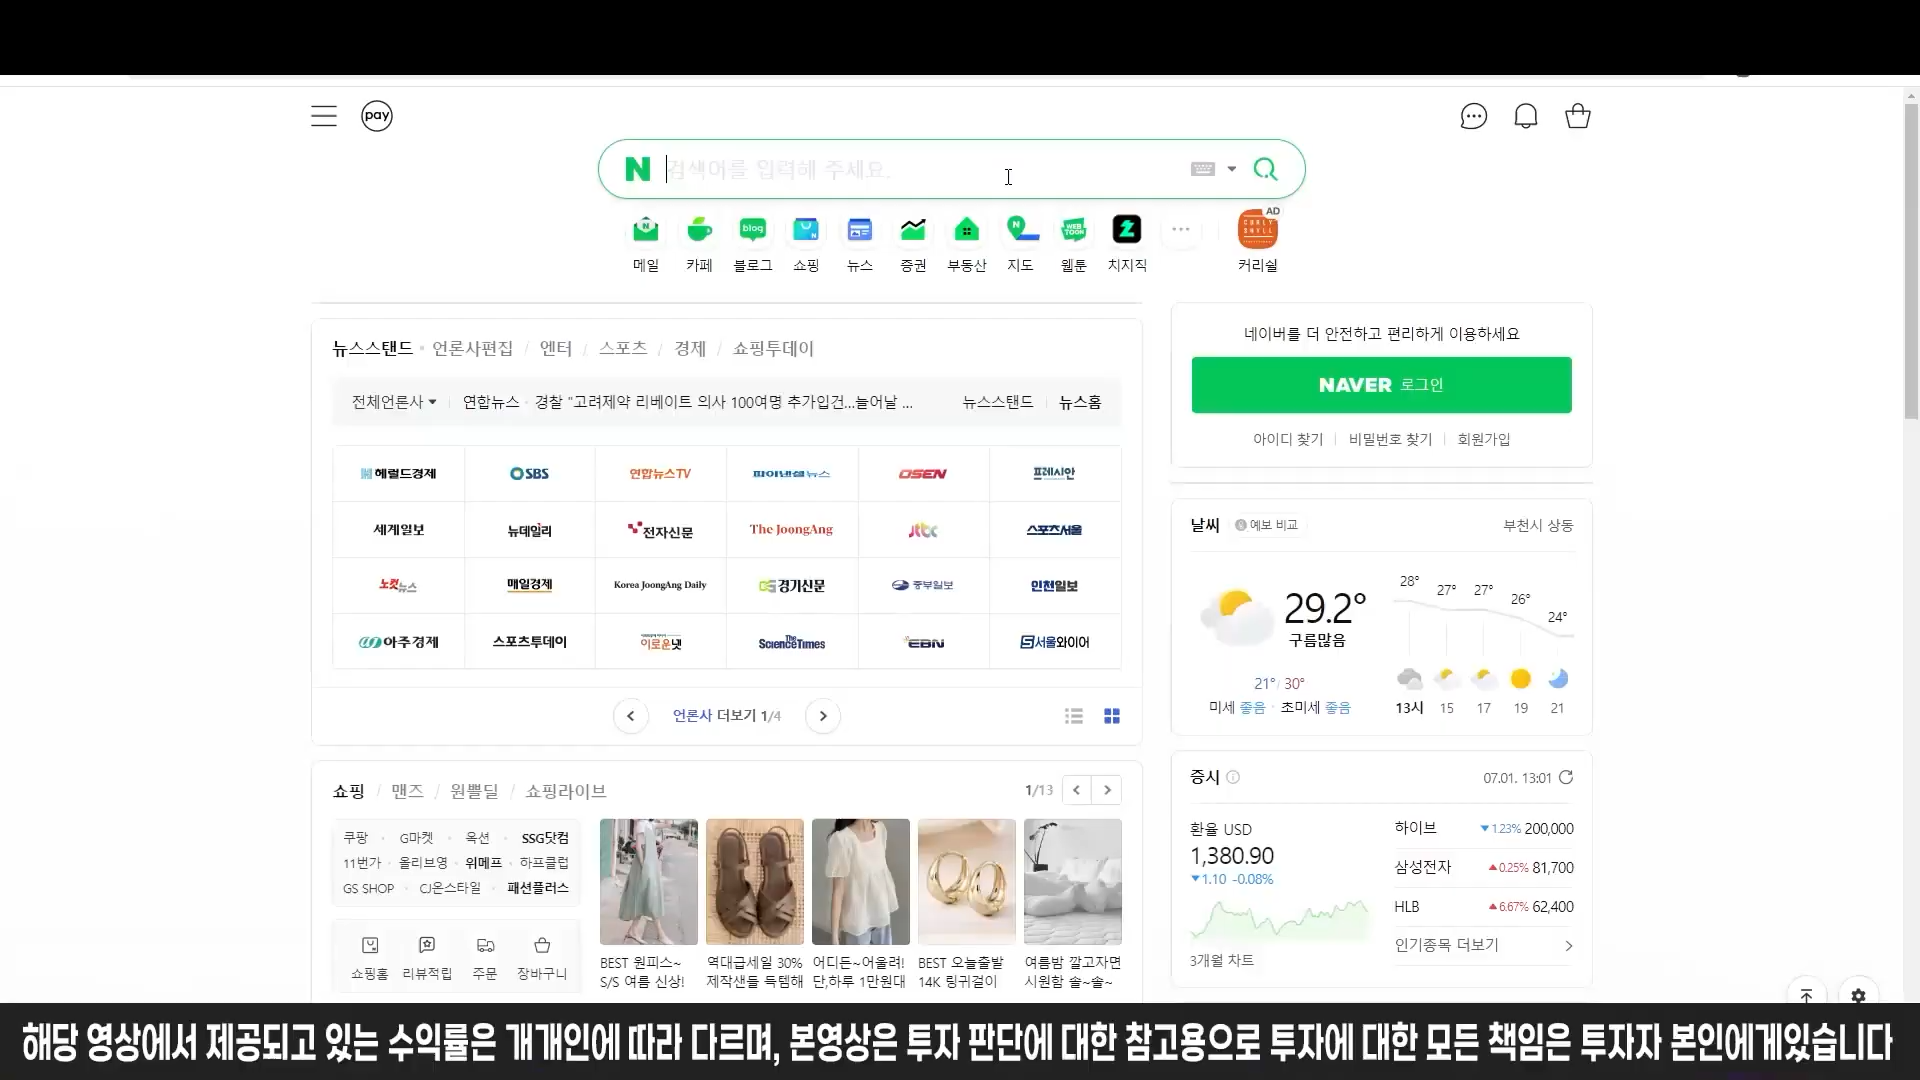 pay
N 검색어를 입력해 주세요.
AD
CURLY SHYLL
blog
WEB TOON
메일 카페 블로그 쇼핑 뉴스 증권 부동산 지도 웹툰 치지직 커리쉴
뉴스스탠드 · 언론사편집 / 엔터 / 스포츠 / 경제 / 쇼핑투데이
전체언론사 연합뉴스 · 경찰 "고려제약 리베이트 의사 100여명 추가입건...늘어날 ... 뉴스스탠드 뉴스홈
헤럴드경제 SBS 연합뉴스TV 파이낸셜뉴스 OSEN 프레시안
세계일보 뉴데일리 전자신문 The JoongAng jtbc 스포츠서울
노컷뉴스 매일경제 Korea JoongAng Daily 경기신문 중부일보 인천일보
아주경제 스포츠투데이 이로운넷 The ScienceTimes EBN 서울와이어
언론사 더보기 1/4
쇼핑 / 맨즈 / 원쁠딜 / 쇼핑라이브 1/13
쿠팡 · G마켓 · 옥션 · SSG닷컴
11번가 · 올리브영 · 위메프 · 하프클럽
GS SHOP · CJ온스타일 · 패션플러스
쇼핑홈 리뷰적립 주문 장바구니
BEST 원피스~
S/S 여름 신상!
역대급세일 30%
제작샌들 득템해
어디든~어울려!
단,하루 1만원대
BEST 오늘출발
14K 링귀걸이
여름밤 깔고자면
시원함 솔~솔~
네이버를 더 안전하고 편리하게 이용하세요
NAVER 로그인
아이디 찾기 비밀번호 찾기 회원가입
날씨 예보 비교 부천시 상동
29.2°
구름많음
21°/ 30°
미세 좋음 · 초미세 좋음
28° 27° 27° 26° 24°
13시 15 17 19 21
증시 07.01. 13:01
환율 USD
1,380.90
▼1.10 -0.08%
3개월 차트
하이브 ▼1.23% 200,000
삼성전자 ▲0.25% 81,700
HLB ▲6.67% 62,400
인기종목 더보기
해당 영상에서 제공되고 있는 수익률은 개개인에 따라 다르며, 본영상은 투자 판단에 대한 참고용으로 투자에 대한 모든 책임은 투자자 본인에게있습니다